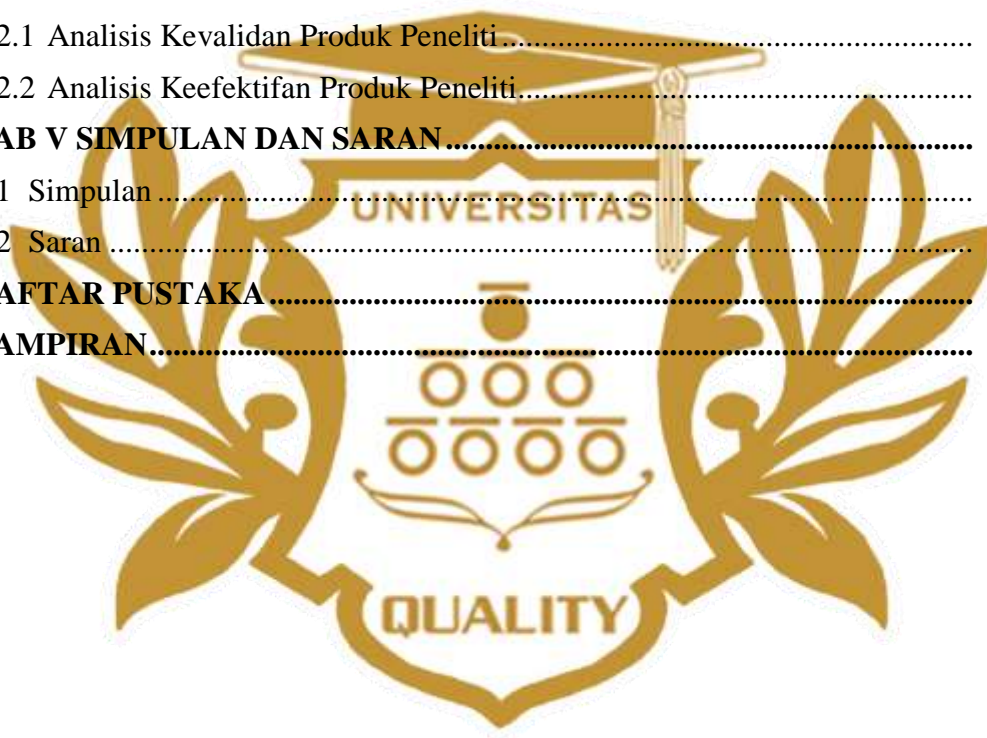 2.1 Analisis Kevalidan Produk Peneliti........................................................
2.2 Analisis Keefektifan Produk Peneliti......................................................
AB V SIMPULAN DAN SARAN...................................................................
1 Simpulan ....................................................................................................
2 Saran ..........................................................................................................
AFTAR PUSTAKA .........................................................................................
AMPIRAN.........................................................................................................
UNIVERSITAS
QUALITY